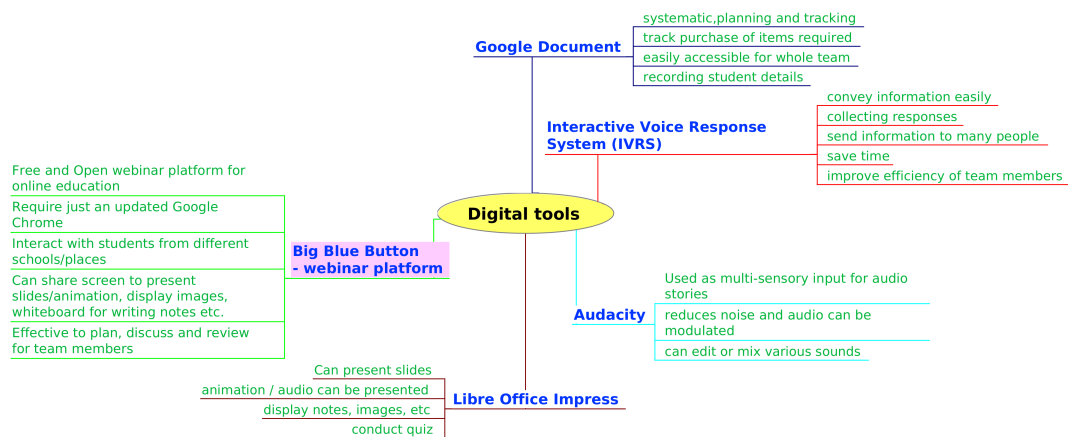 Digital tools
Google Document
systematic,planning and tracking
track purchase of items required
easily accessible for whole team
recording student details
Interactive Voice Response
System (IVRS)
convey information easily
collecting responses
send information to many people
save time
improve efficiency of team members
Big Blue Button
- webinar platform
Free and Open webinar platform for
online education
Require just an updated Google
Chrome
Interact with students from different
schools/places
Can share screen to present
slides/animation, display images,
whiteboard for writing notes etc.
Effective to plan, discuss and review
for team members
Audacity
Used as multi-sensory input for audio
stories
reduces noise and audio can be
modulated
can edit or mix various sounds
Libre Office Impress
Can present slides
animation / audio can be presented
display notes, images, etc
conduct quiz